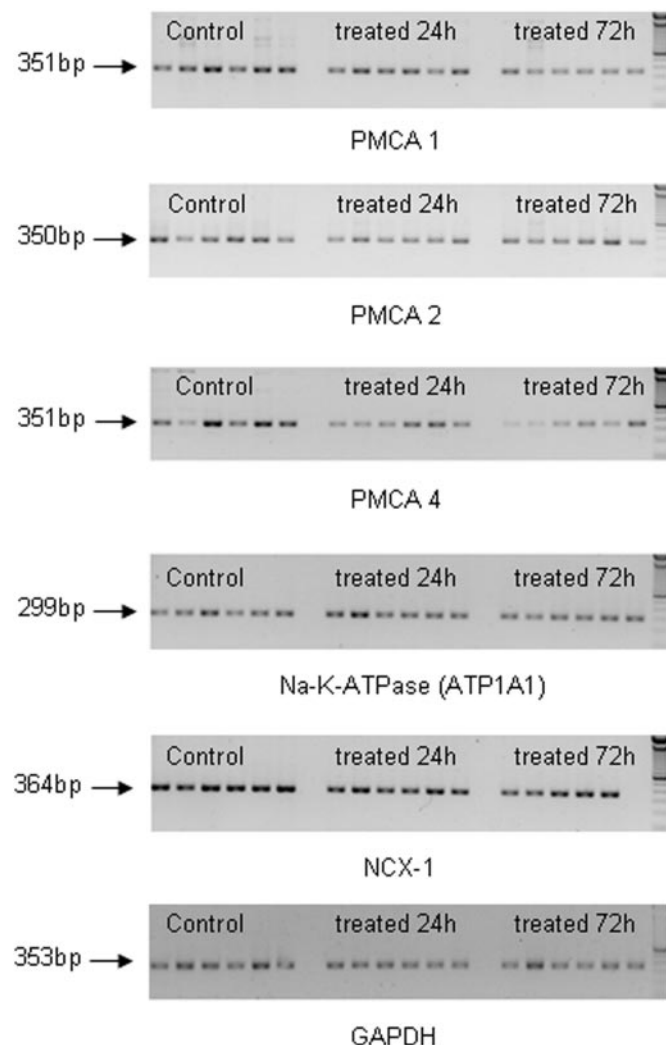 Control treated 24h treated 72h
351bp
PMCA 1
Control treated 24h treated 72h
350bp
PMCA 2
Control treated 24h treated 72h
351bp
PMCA 4
Control treated 24h treated 72h
299bp
Na-K-ATPase (ATP1A1)
Control treated 24h treated 72h
364bp
NCX-1
Control treated 24h treated 72h
353bp
GAPDH